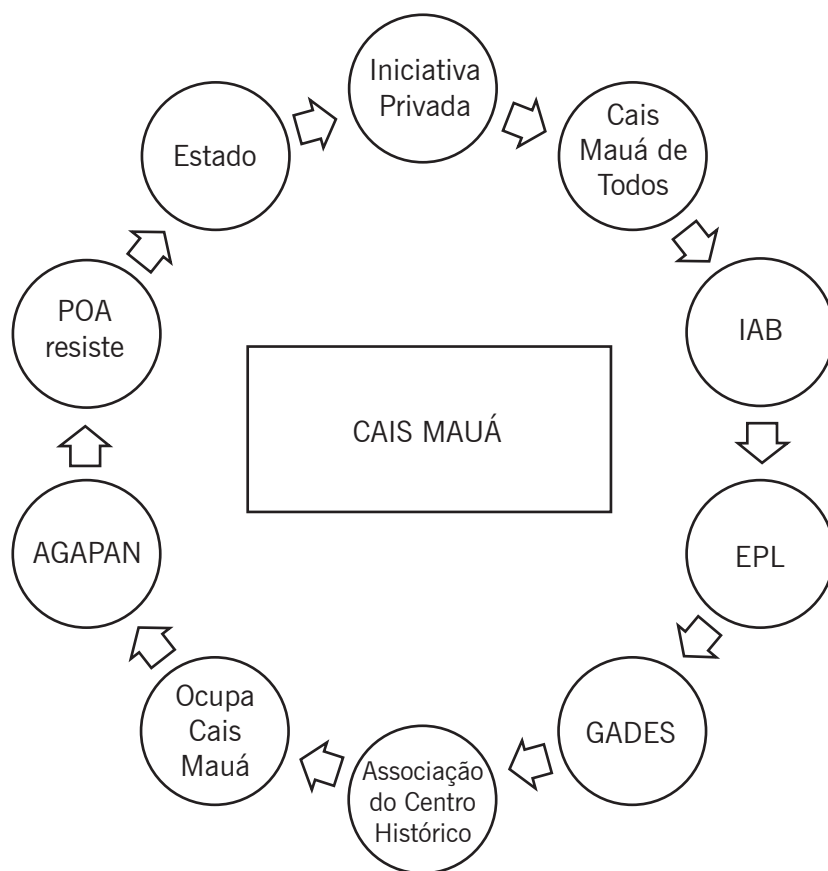 Iniciativa
Privada
Cais
Mauá de
Todos
IAB
EPL
GADES
Associação
do Centro
Histórico
Ocupa
Cais
Mauá
AGAPAN
POA
resiste
Estado
CAIS MAUÁ